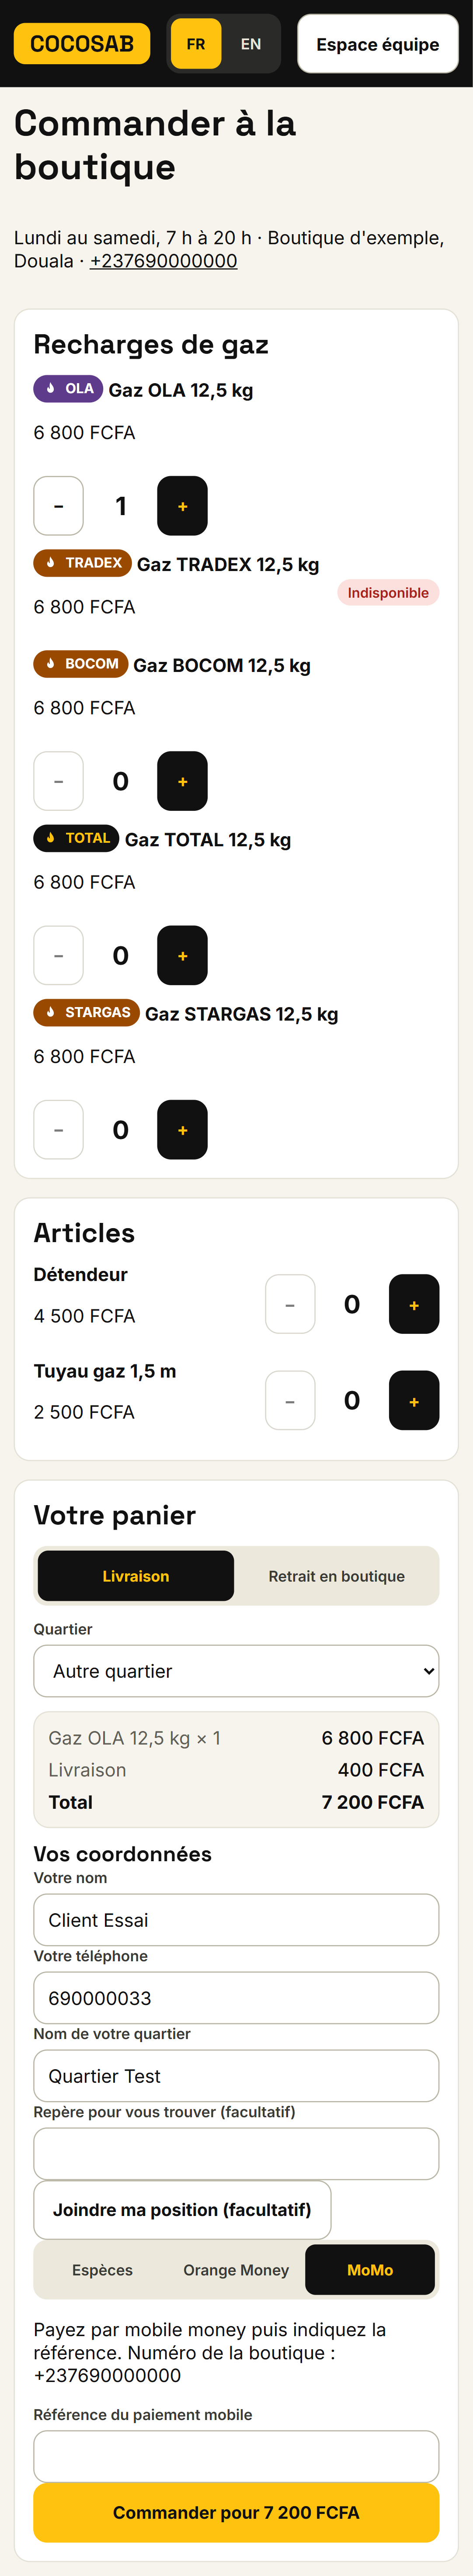 COCOSAB
FR
EN
Espace équipe
Commander à la
boutique
Lundi au samedi, 7 h à 20 h · Boutique d'exemple,
Douala · +237690000000
Recharges de gaz
OLA Gaz OLA 12,5 kg
6 800 FCFA
− 1 +
TRADEX Gaz TRADEX 12,5 kg
Indisponible
6 800 FCFA
BOCOM Gaz BOCOM 12,5 kg
6 800 FCFA
− 0 +
TOTAL Gaz TOTAL 12,5 kg
6 800 FCFA
− 0 +
STARGAS Gaz STARGAS 12,5 kg
6 800 FCFA
− 0 +
Articles
Détendeur
4 500 FCFA
− 0 +
Tuyau gaz 1,5 m
2 500 FCFA
− 0 +
Votre panier
Livraison
Retrait en boutique
Quartier
Autre quartier
Gaz OLA 12,5 kg × 1 6 800 FCFA
Livraison 400 FCFA
Total 7 200 FCFA
Vos coordonnées
Votre nom
Client Essai
Votre téléphone
690000033
Nom de votre quartier
Quartier Test
Repère pour vous trouver (facultatif)
Joindre ma position (facultatif)
Espèces
Orange Money
MoMo
Payez par mobile money puis indiquez la
référence. Numéro de la boutique :
+237690000000
Référence du paiement mobile
Commander pour 7 200 FCFA